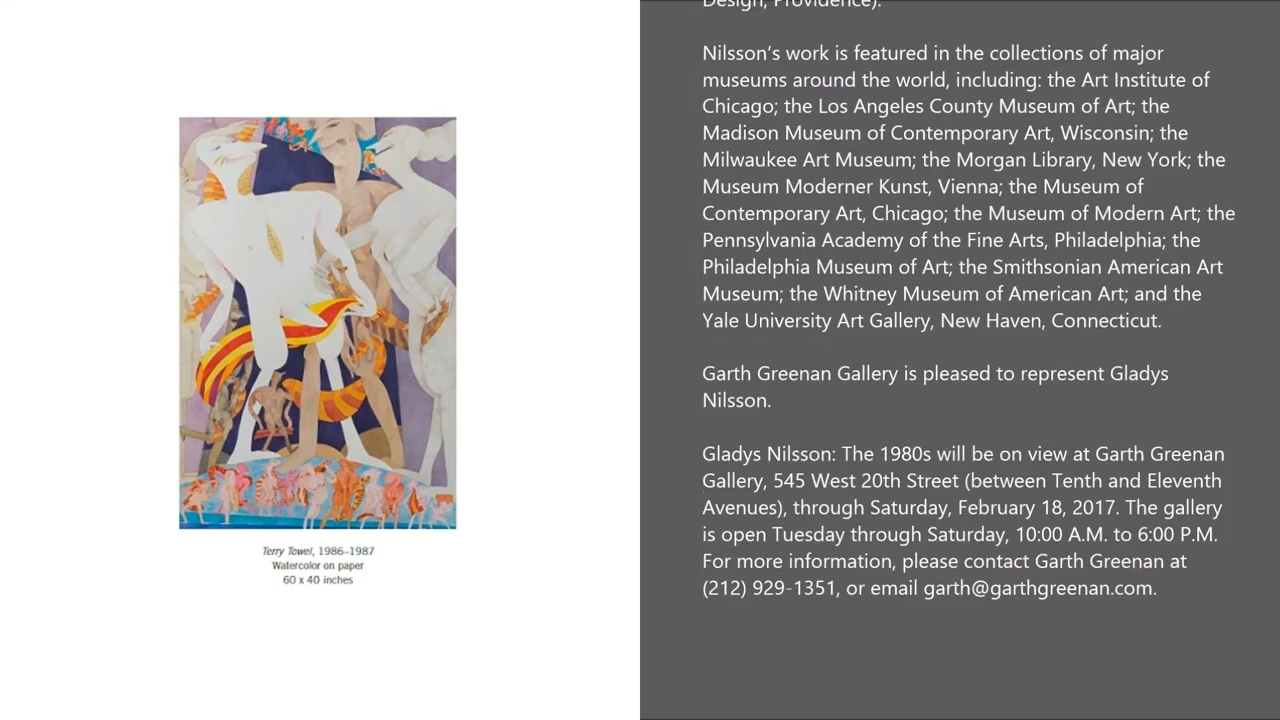 Terry Towel, 1986–1987
Watercolor on paper
60 x 40 inches
Design, Providence).
Nilsson’s work is featured in the collections of major
museums around the world, including: the Art Institute of
Chicago; the Los Angeles County Museum of Art; the
Madison Museum of Contemporary Art, Wisconsin; the
Milwaukee Art Museum; the Morgan Library, New York; the
Museum Moderner Kunst, Vienna; the Museum of
Contemporary Art, Chicago; the Museum of Modern Art; the
Pennsylvania Academy of the Fine Arts, Philadelphia; the
Philadelphia Museum of Art; the Smithsonian American Art
Museum; the Whitney Museum of American Art; and the
Yale University Art Gallery, New Haven, Connecticut.
Garth Greenan Gallery is pleased to represent Gladys
Nilsson.
Gladys Nilsson: The 1980s will be on view at Garth Greenan
Gallery, 545 West 20th Street (between Tenth and Eleventh
Avenues), through Saturday, February 18, 2017. The gallery
is open Tuesday through Saturday, 10:00 A.M. to 6:00 P.M.
For more information, please contact Garth Greenan at
(212) 929-1351, or email garth@garthgreenan.com.